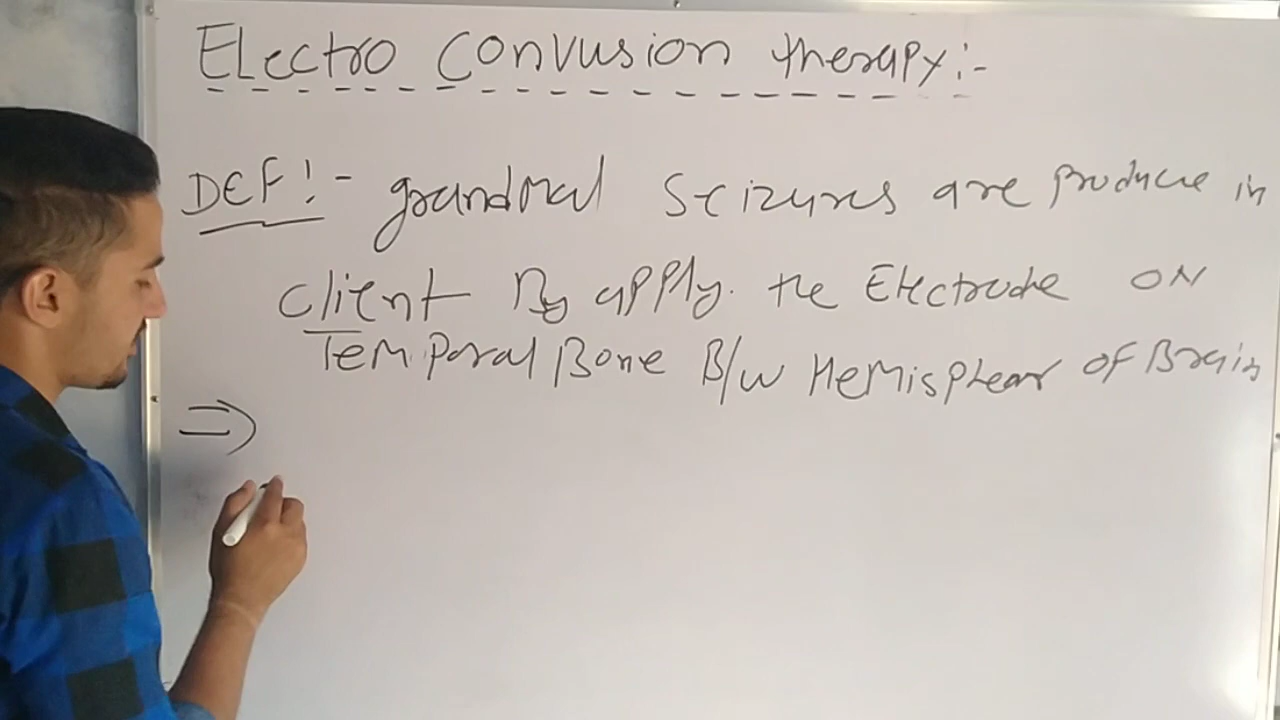 Electro Convusion therapy:-
DEF:- grandmal Seizures are produce in
client By apply. the Electrode ON
Temporal Bone B/w Hemisphear of Brain
⇒